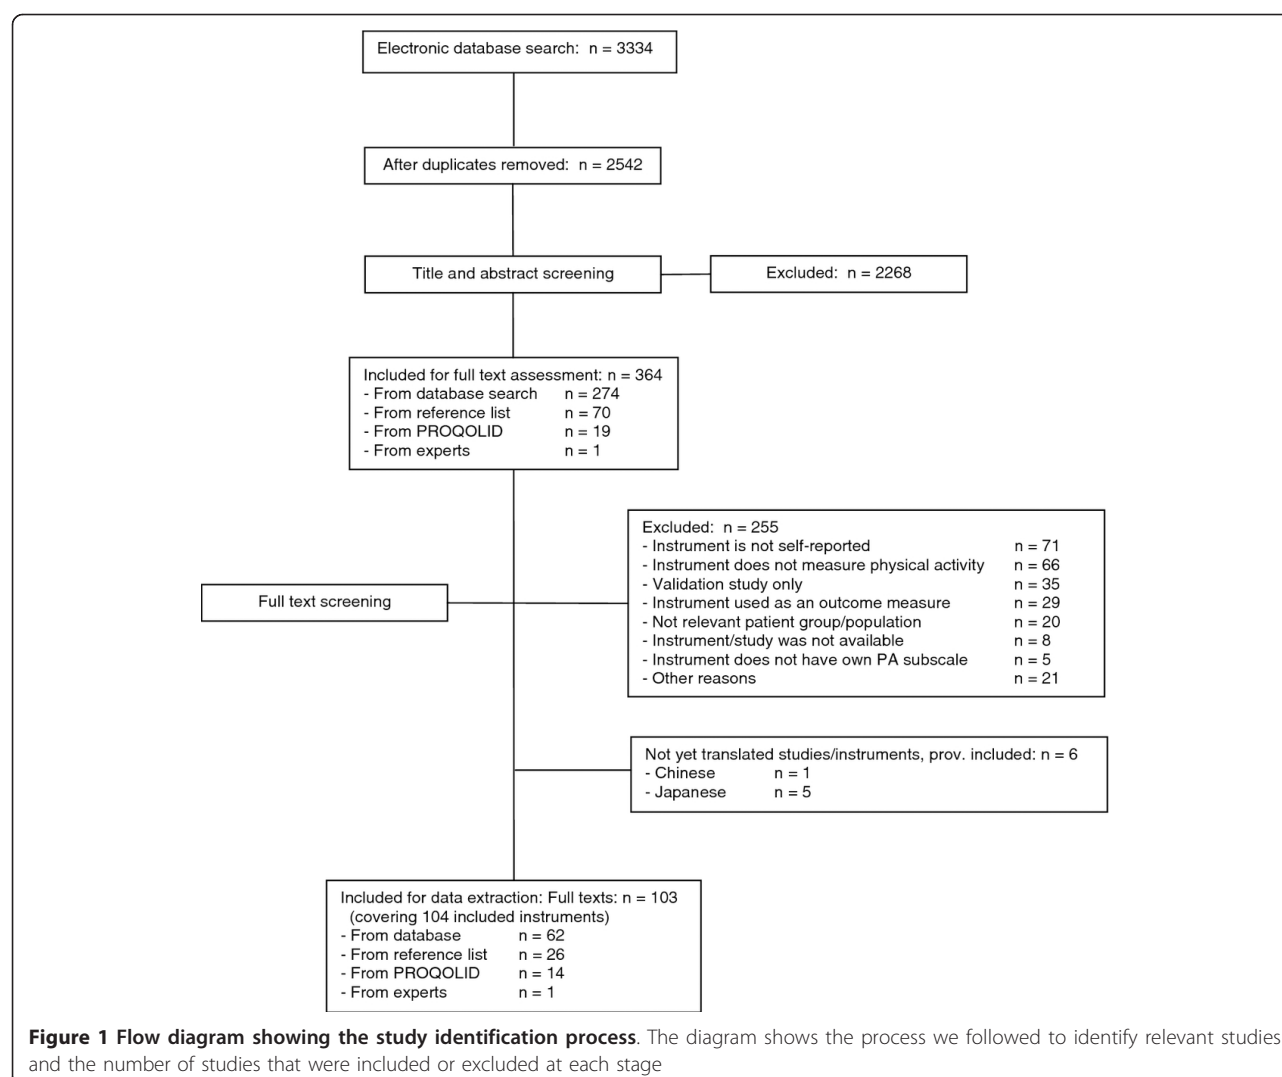 Electronic database search: n = 3334
After duplicates removed: n = 2542
Title and abstract screening
Excluded: n = 2268
Included for full text assessment: n = 364
- From database search n = 274
- From reference list n = 70
- From PROQOLID n = 19
- From experts n = 1
Excluded: n = 255
- Instrument is not self-reported n = 71
- Instrument does not measure physical activity n = 66
- Validation study only n = 35
- Instrument used as an outcome measure n = 29
- Not relevant patient group/population n = 20
- Instrument/study was not available n = 8
- Instrument does not have own PA subscale n = 5
- Other reasons n = 21
Full text screening
Not yet translated studies/instruments, prov. included: n = 6
- Chinese n = 1
- Japanese n = 5
Included for data extraction: Full texts: n = 103
(covering 104 included instruments)
- From database n = 62
- From reference list n = 26
- From PROQOLID n = 14
- From experts n = 1
Figure 1 Flow diagram showing the study identification process. The diagram shows the process we followed to identify relevant studies
and the number of studies that were included or excluded at each stage